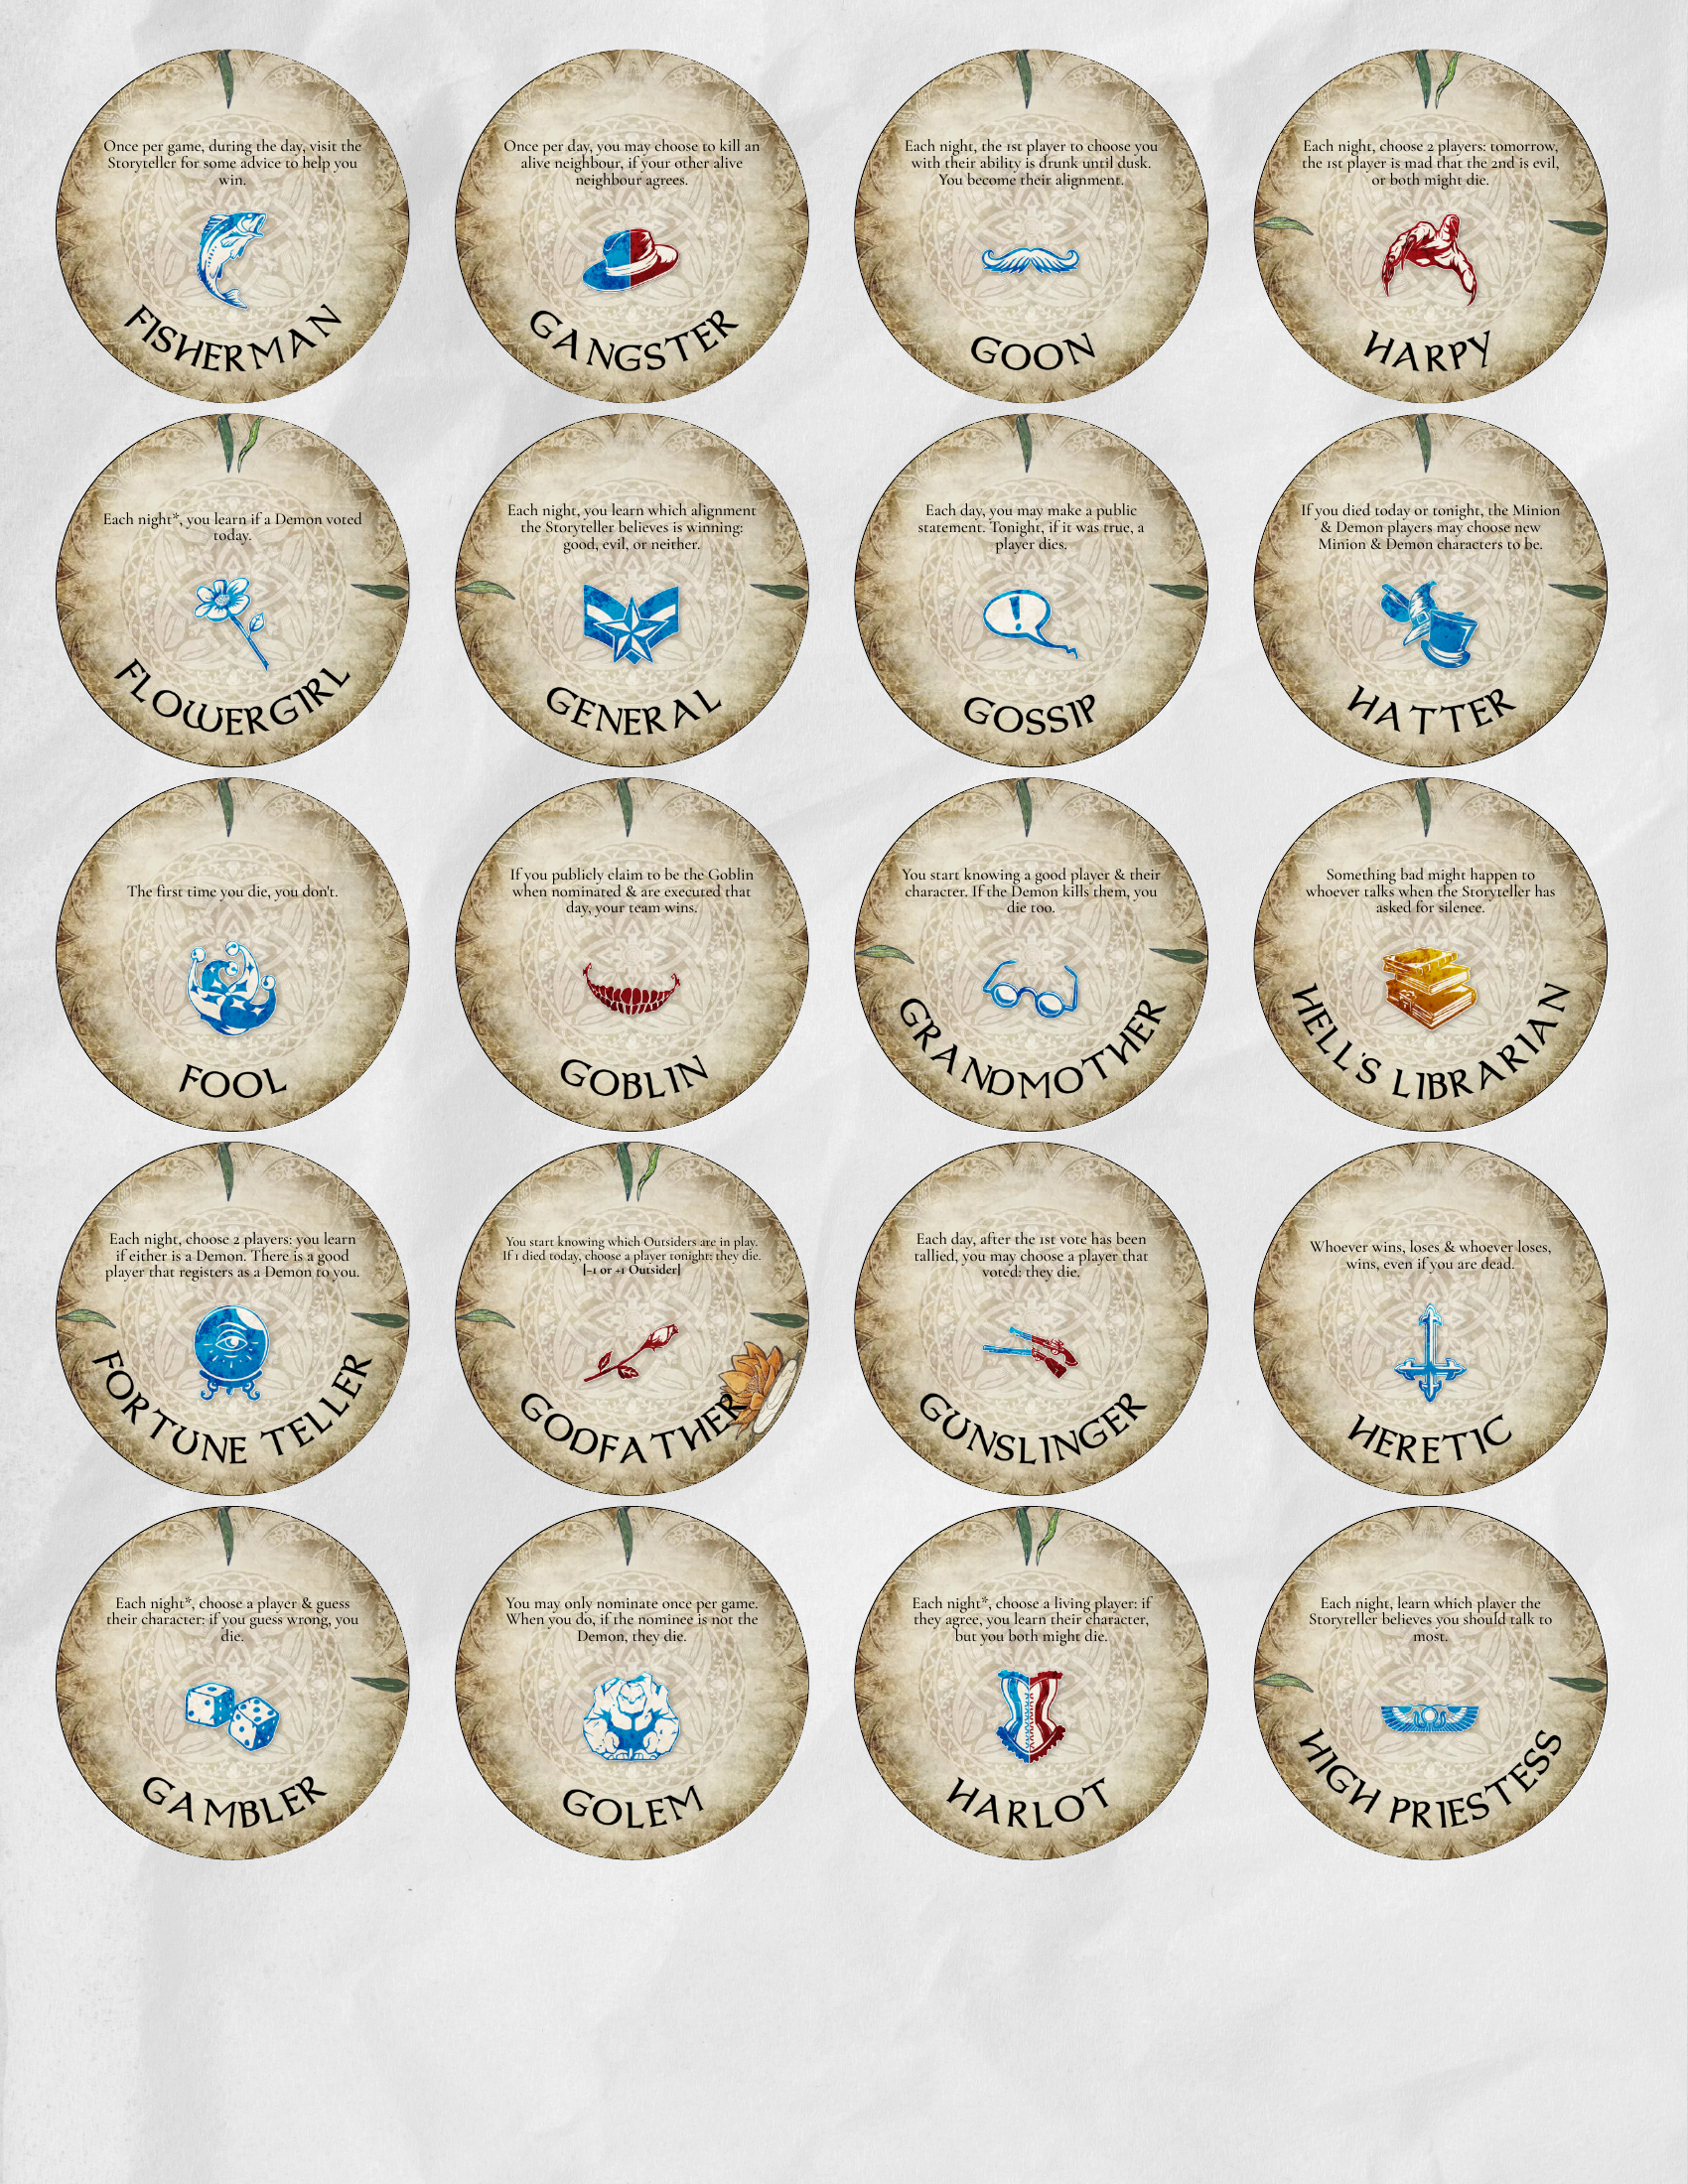 Once per game, during the day, visit the
Storyteller for some advice to help you
win.
FISHERMAN
Once per day, you may choose to kill an
alive neighbour, if your other alive
neighbour agrees.
GANGSTER
Each night, the 1st player to choose you
with their ability is drunk until dusk.
You become their alignment.
GOON
Each night, choose 2 players: tomorrow,
the 1st player is mad that the 2nd is evil,
or both might die.
HARPY
Each night*, you learn if a Demon voted
today.
FLOWERGIRL
Each night, you learn which alignment
the Storyteller believes is winning:
good, evil, or neither.
GENERAL
Each day, you may make a public
statement. Tonight, if it was true, a
player dies.
GOSSIP
If you died today or tonight, the Minion
& Demon players may choose new
Minion & Demon characters to be.
HATTER
The first time you die, you don't.
FOOL
If you publicly claim to be the Goblin
when nominated & are executed that
day, your team wins.
GOBLIN
You start knowing a good player & their
character. If the Demon kills them, you
die too.
GRANDMOTHER
Something bad might happen to
whoever talks when the Storyteller has
asked for silence.
HELL'S LIBRARIAN
Each night, choose 2 players: you learn
if either is a Demon. There is a good
player that registers as a Demon to you.
FORTUNE TELLER
You start knowing which Outsiders are in play.
If 1 died today, choose a player tonight: they die.
[-1 or +1 Outsider]
GODFATHER
Each day, after the 1st vote has been
tallied, you may choose a player that
voted: they die.
GUNSLINGER
Whoever wins, loses & whoever loses,
wins, even if you are dead.
HERETIC
Each night*, choose a player & guess
their character: if you guess wrong, you
die.
GAMBLER
You may only nominate once per game.
When you do, if the nominee is not the
Demon, they die.
GOLEM
Each night*, choose a living player: if
they agree, you learn their character,
but you both might die.
HARLOT
Each night, learn which player the
Storyteller believes you should talk to
most.
HIGH PRIESTESS